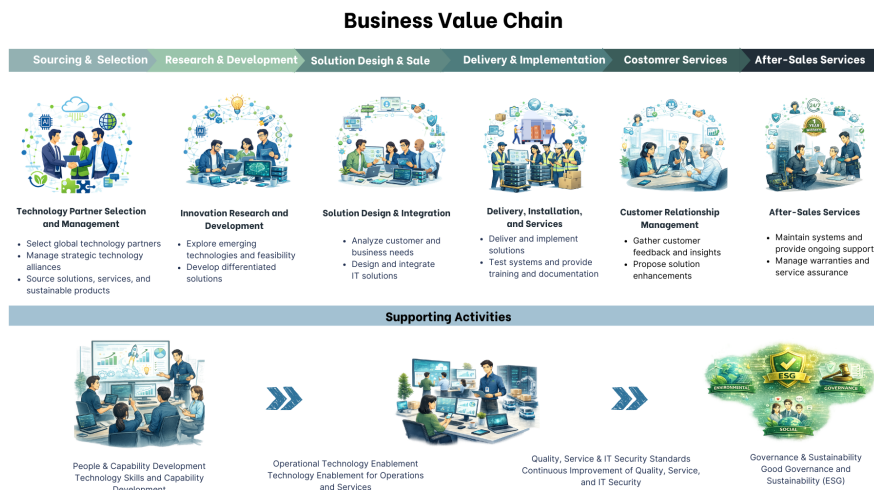 Business Value Chain
Sourcing & Selection
Research & Development
Solution Desigh & Sale
Delivery & Implementation
Costomrer Services
After-Sales Services
Technology Partner Selection
and Management
• Select global technology partners
• Manage strategic technology
alliances
• Source solutions, services, and
sustainable products
Innovation Research and
Development
• Explore emerging
technologies and feasibility
• Develop differentiated
solutions
Solution Design & Integration
• Analyze customer and
business needs
• Design and integrate
IT solutions
Delivery, Installation,
and Services
• Deliver and implement
solutions
• Test systems and provide
training and documentation
Customer Relationship
Management
• Gather customer
feedback and insights
• Propose solution
enhancements
24/7
After-Sales Services
• Maintain systems and
provide ongoing support
• Manage warranties and
service assurance
Supporting Activities
People & Capability Development
Technology Skills and Capability
Development
Operational Technology Enablement
Technology Enablement for Operations
and Services
Quality, Service & IT Security Standards
Continuous Improvement of Quality, Service,
and IT Security
ESG
ENVIRONMENTAL
GOVERNANCE
SOCIAL
Governance & Sustainability
Good Governance and
Sustainability (ESG)